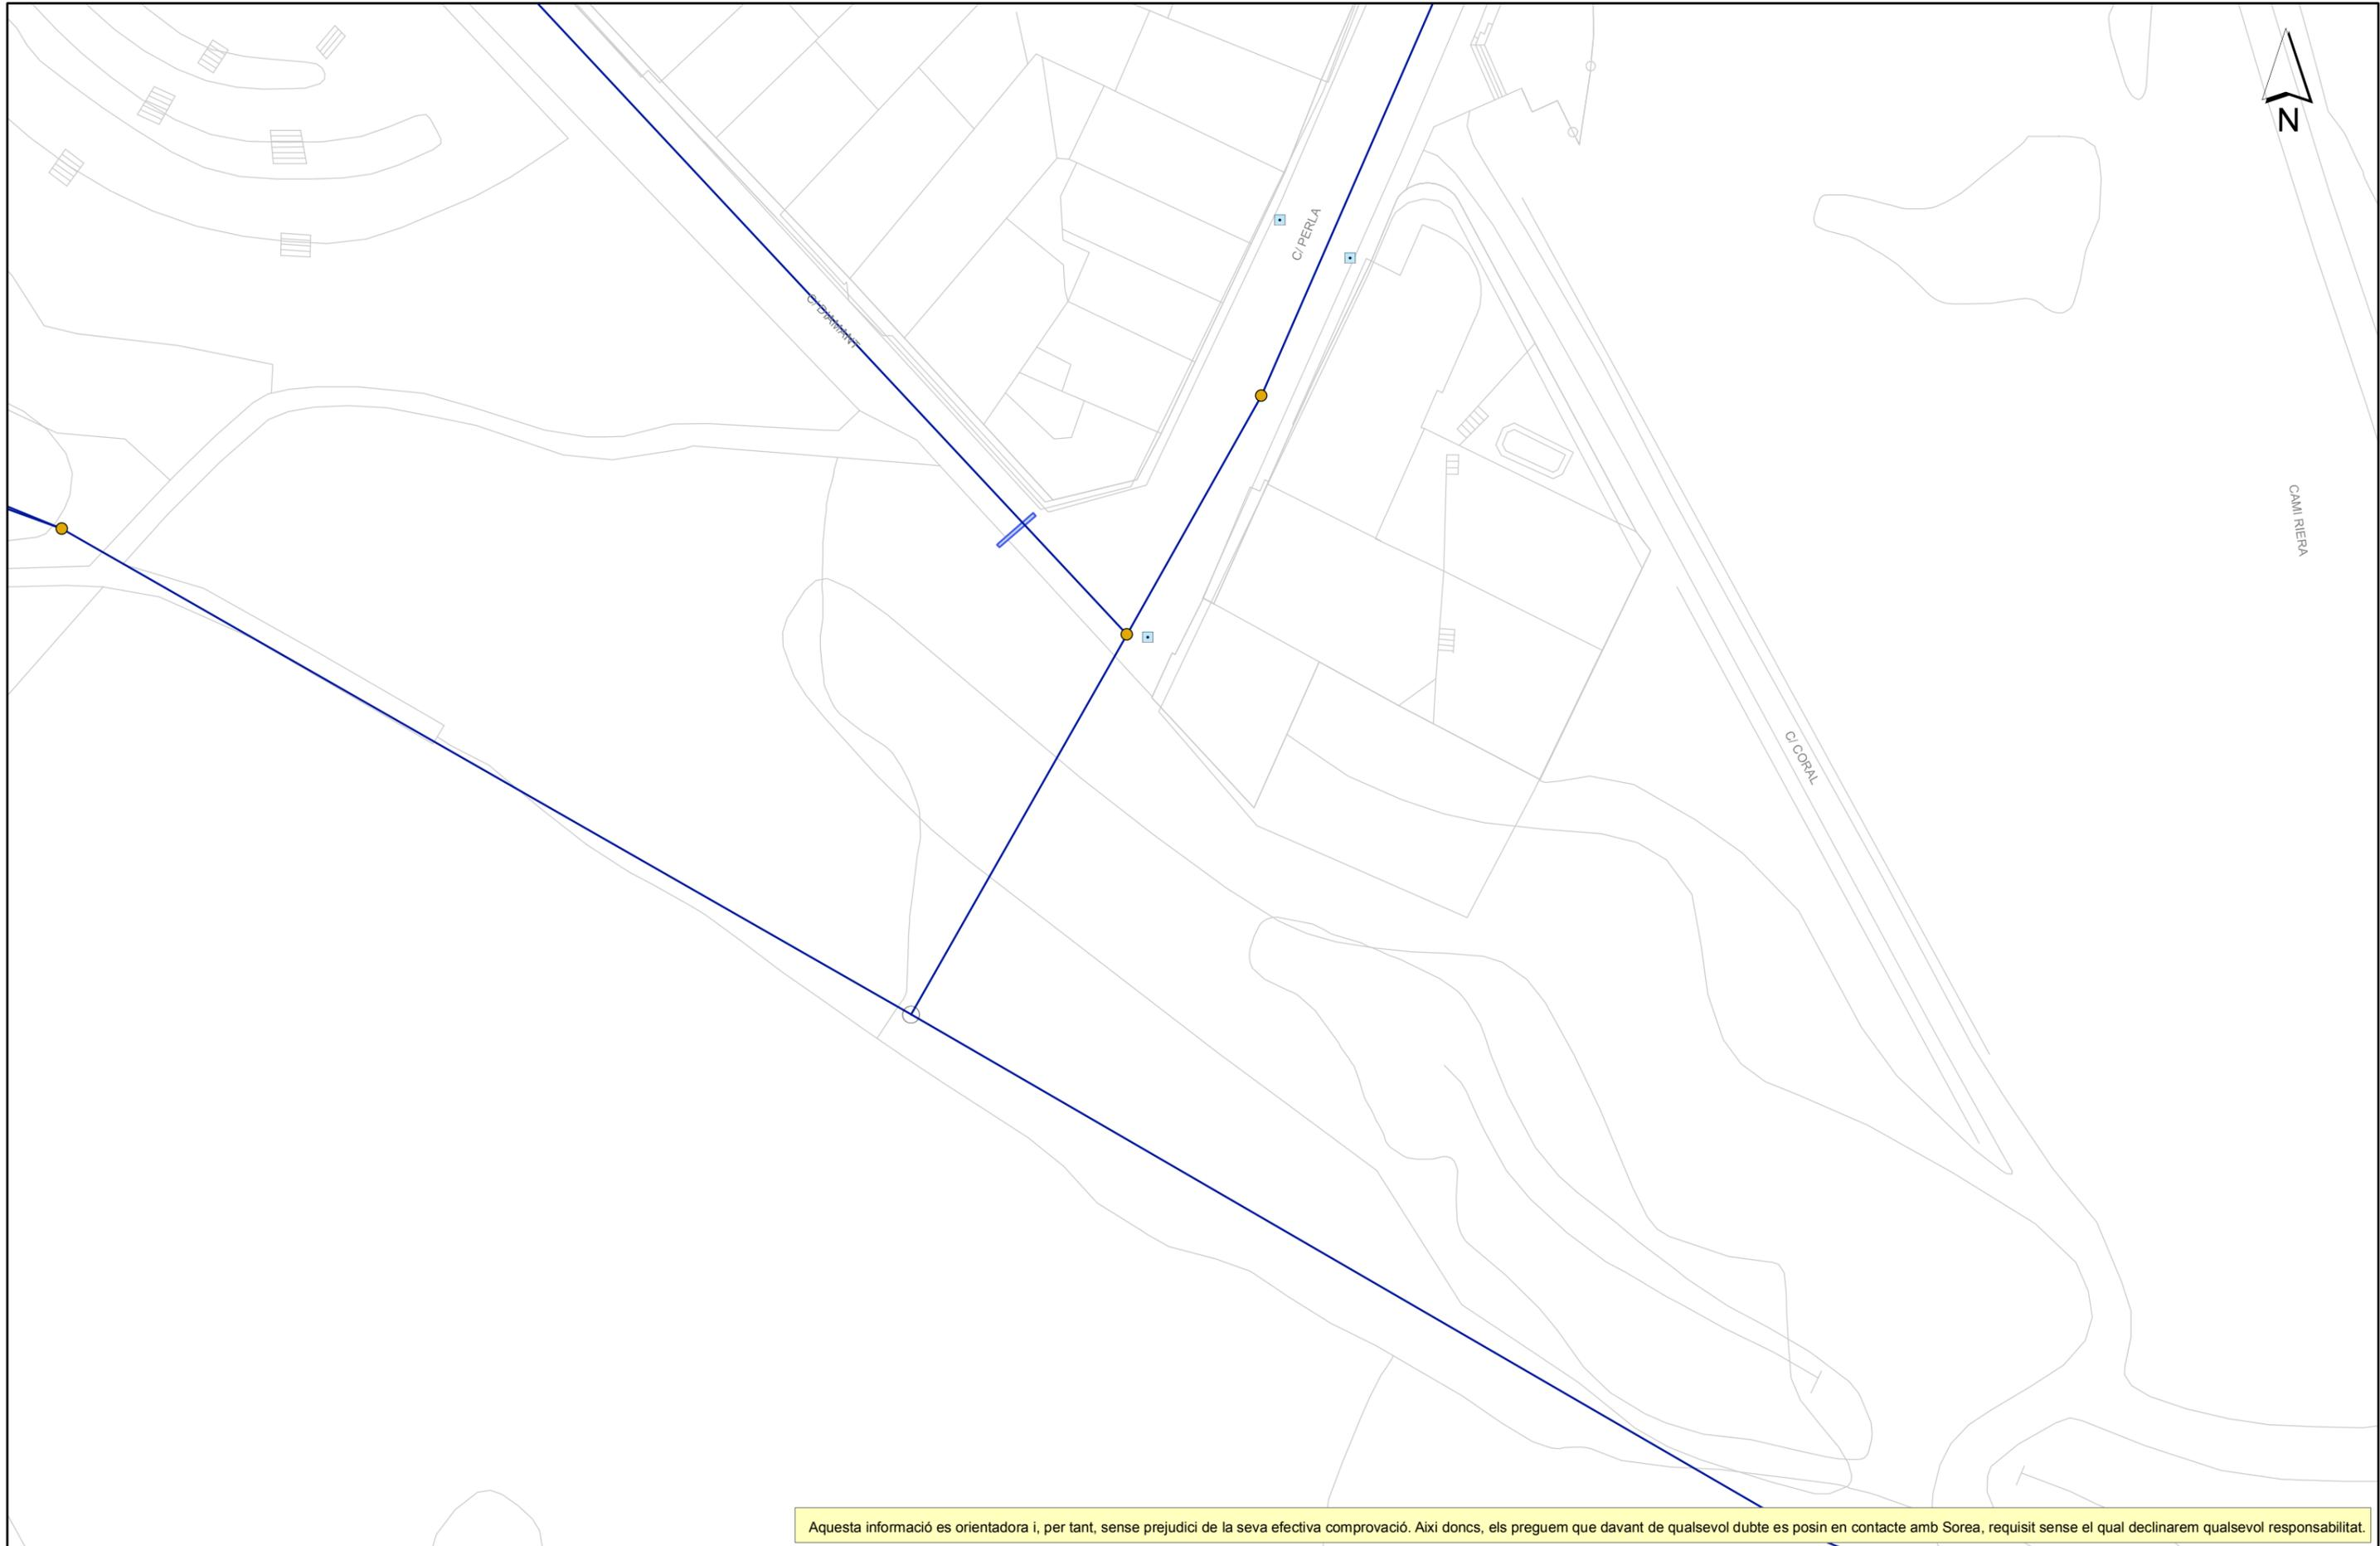 N
C/ PERLA
C/ DIAMANT
CAMI RIERA
C/ CORAL
Aquesta informació es orientadora i, per tant, sense prejudici de la seva efectiva comprovació. Aixi doncs, els preguem que davant de qualsevol dubte es posin en contacte amb Sorea, requisit sense el qual declinarem qualsevol responsabilitat.